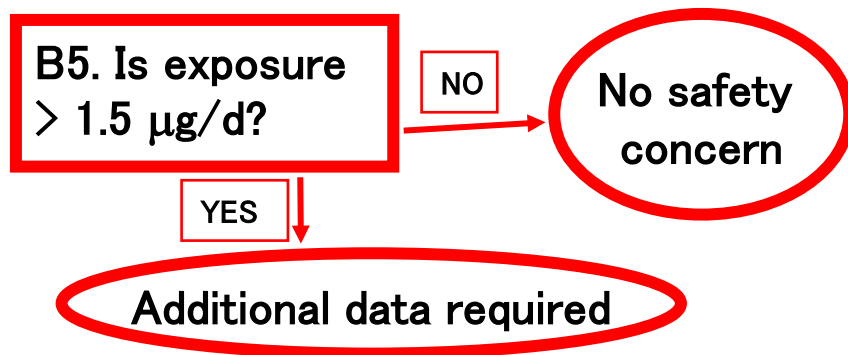 B5. Is exposure
> 1.5 μg/d?
NO
No safety
concern
YES
Additional data required